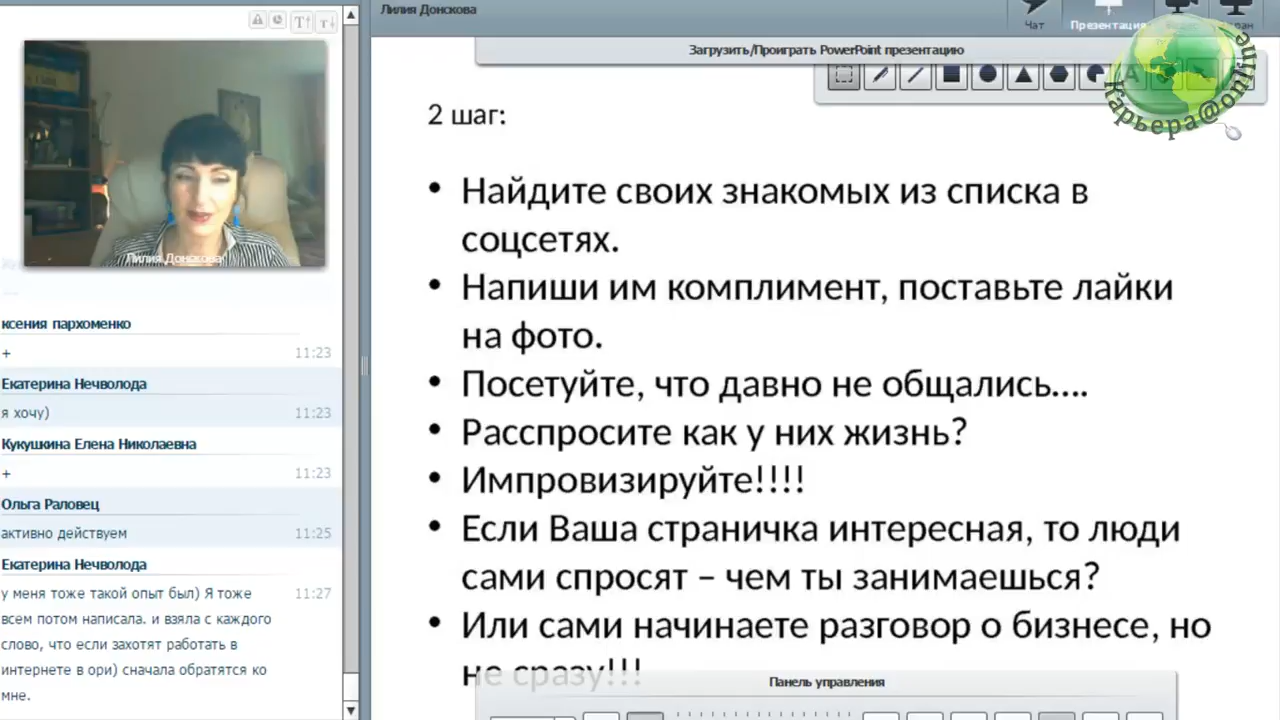 Лилия Донскова
Чат
Презентация
Загрузить/Проиграть PowerPoint презентацию
Карьера@online
Лилия Донскова
2 шаг:
• Найдите своих знакомых из списка в
соцсетях.
• Напиши им комплимент, поставьте лайки
на фото.
• Посетуйте, что давно не общались….
• Расспросите как у них жизнь?
• Импровизируйте!!!!
• Если Ваша страничка интересная, то люди
сами спросят – чем ты занимаешься?
• Или сами начинаете разговор о бизнесе, но
не сразу!!!
Панель управления
ксения пархоменко
+ 11:23
Екатерина Нечволода
я хочу) 11:23
Кукушкина Елена Николаевна
+ 11:23
Ольга Раловец
активно действуем 11:25
Екатерина Нечволода
у меня тоже такой опыт был) Я тоже 11:27
всем потом написала. и взяла с каждого
слово, что если захотят работать в
интернете в ори) сначала обратятся ко
мне.